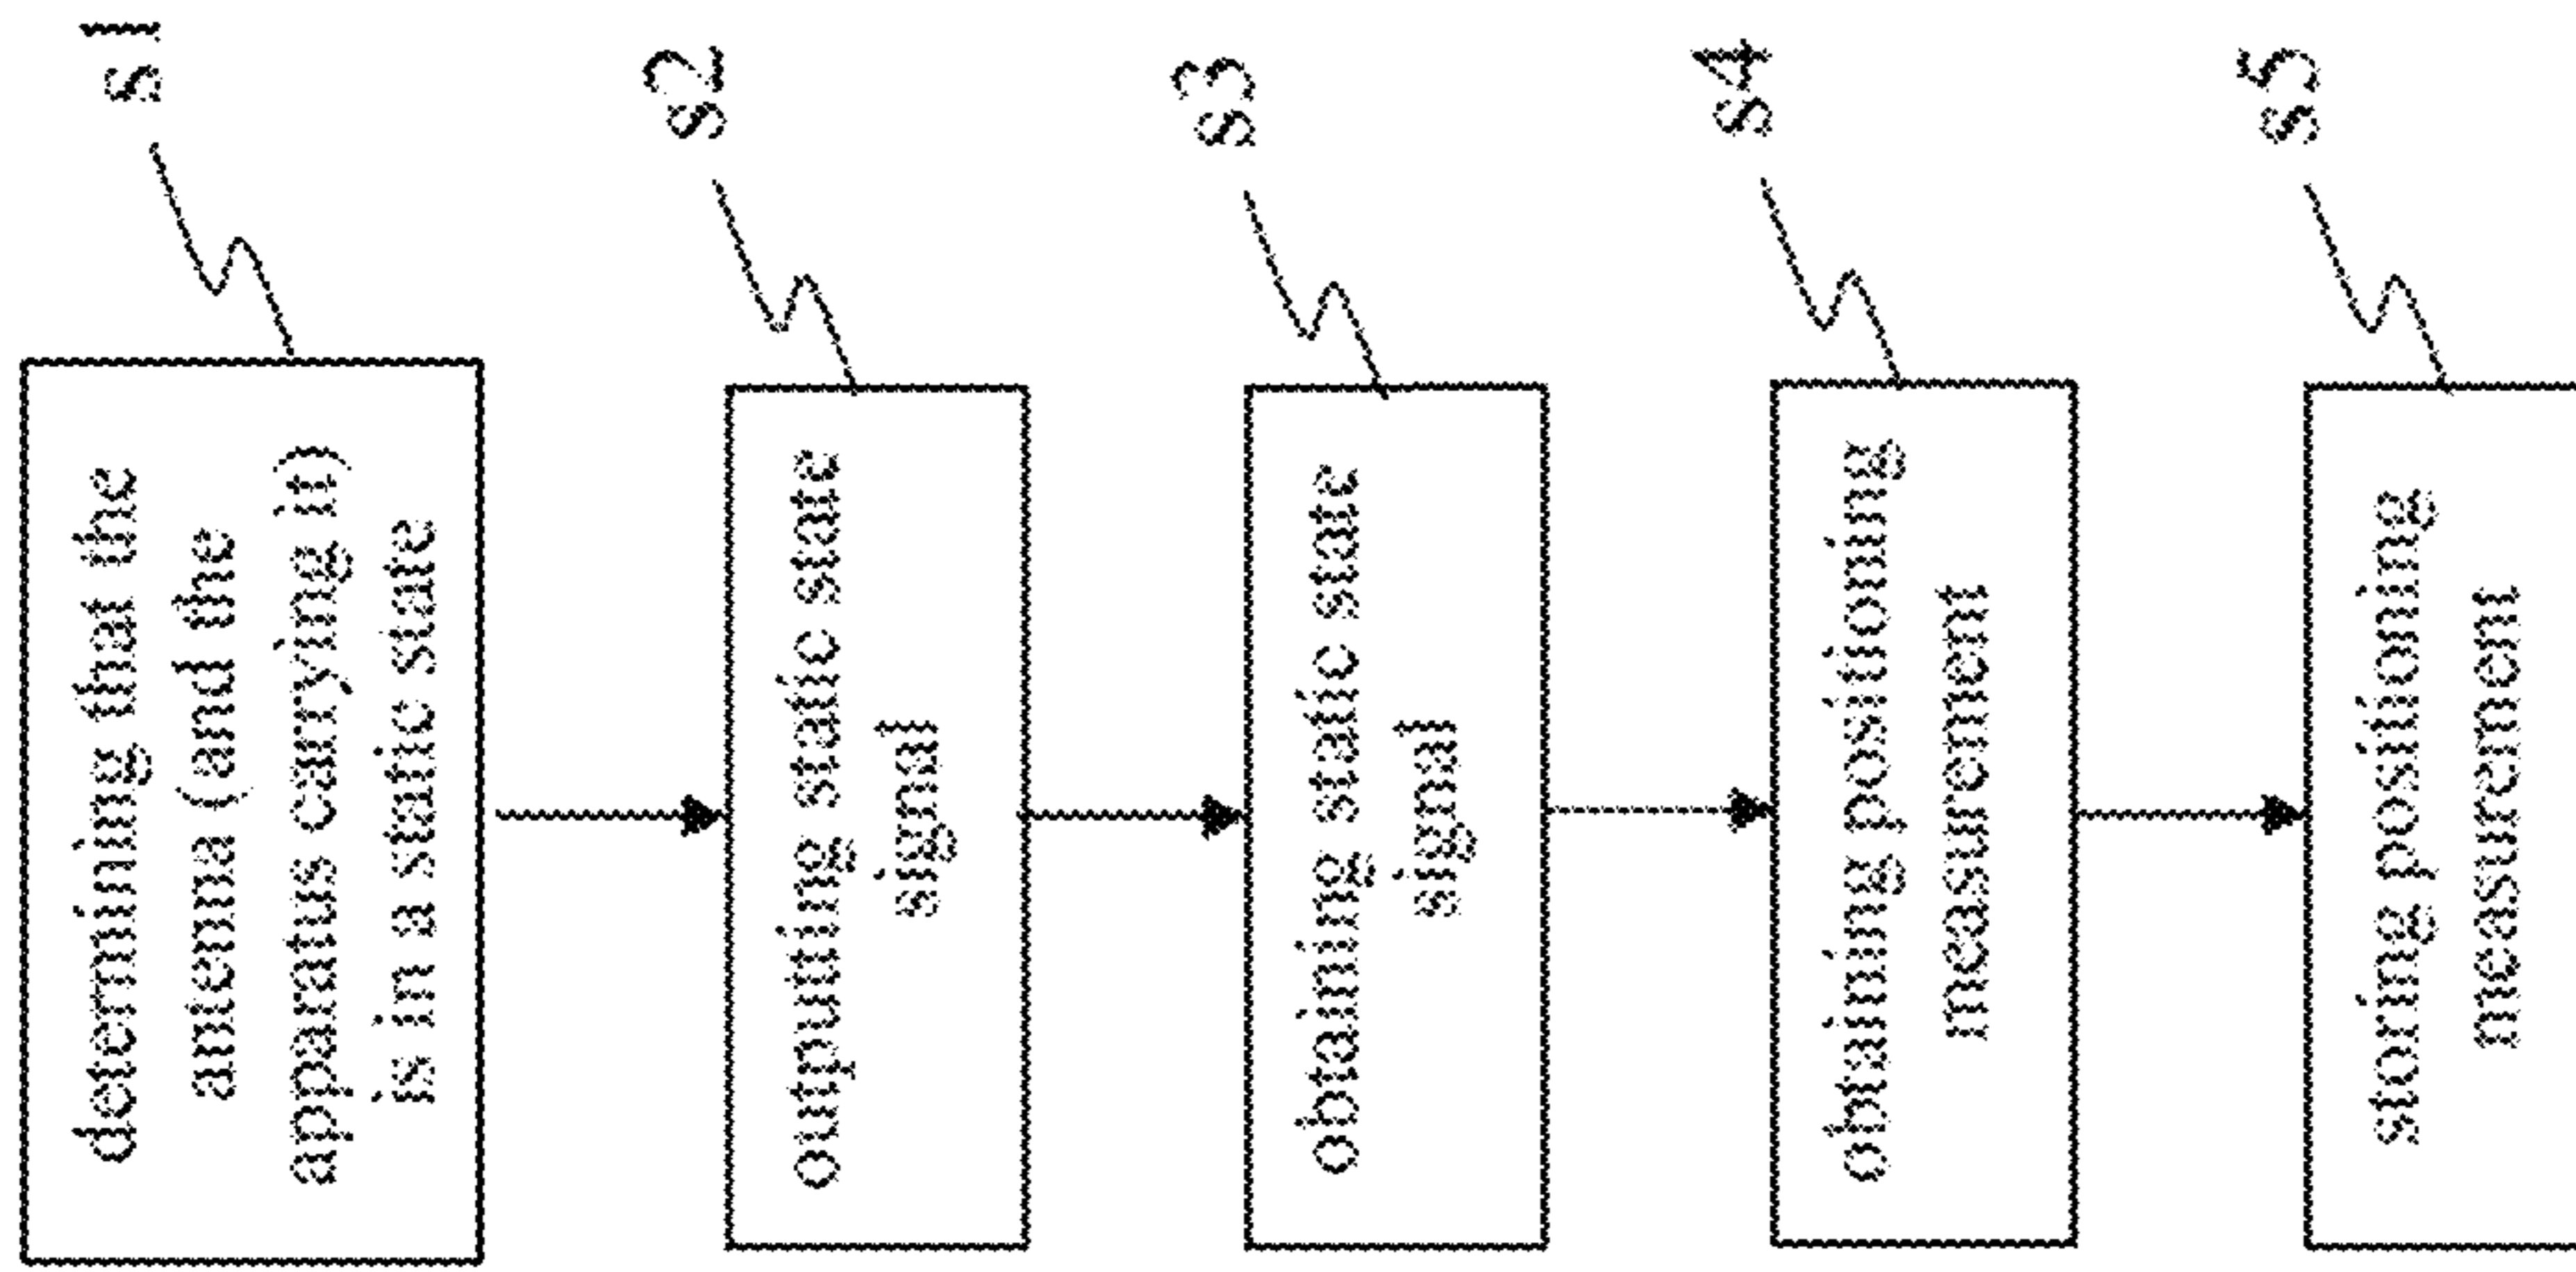 determining that the
antenna (and the
apparatus carrying it)
is in a static state
s1
outputting static state
signal
s2
obtaining static state
signal
s3
obtaining positioning
measurement
s4
storing positioning
measurement
s5